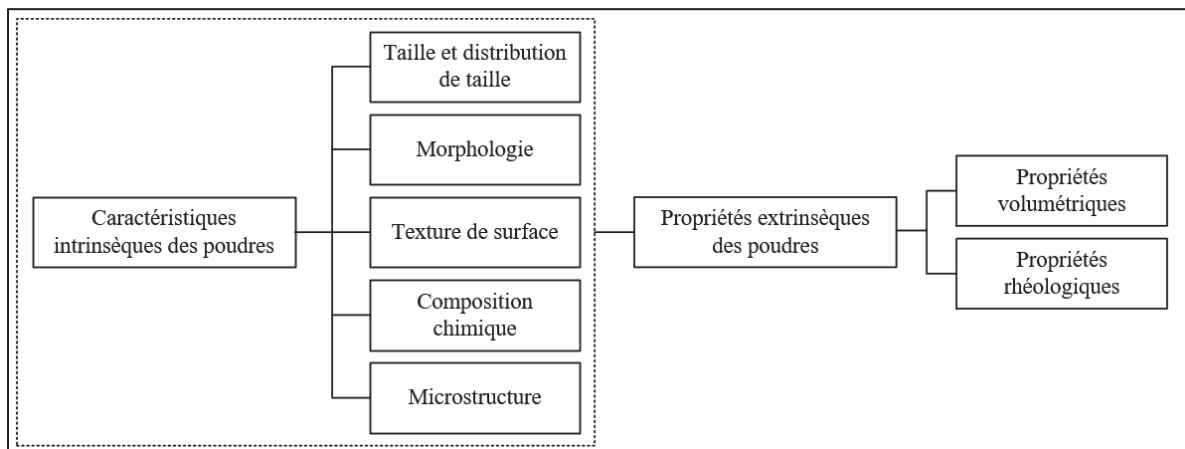 Caractéristiques
intrinsèques des poudres
Taille et distribution
de taille
Morphologie
Texture de surface
Composition
chimique
Microstructure
Propriétés extrinsèques
des poudres
Propriétés
volumétriques
Propriétés
rhéologiques